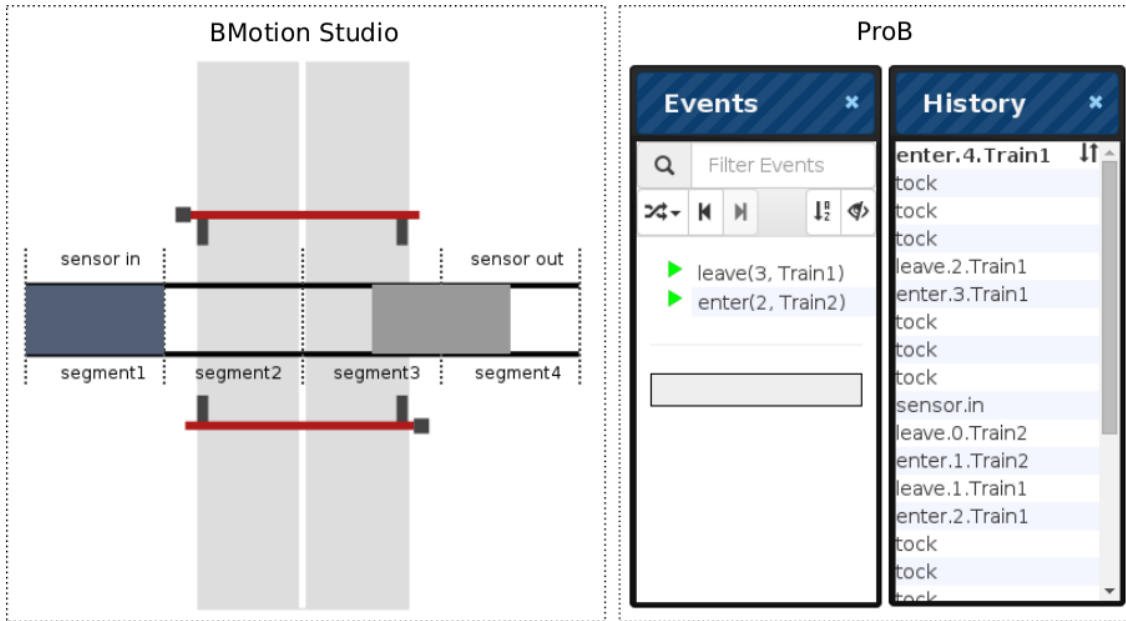 BMotion Studio
sensor in
sensor out
segment1
segment2
segment3
segment4
ProB
Events ×
Filter Events
leave(3, Train1)
enter(2, Train2)
History ×
enter.4.Train1
tock
tock
tock
leave.2.Train1
enter.3.Train1
tock
tock
tock
sensor.in
leave.0.Train2
enter.1.Train2
leave.1.Train1
enter.2.Train1
tock
tock
tock